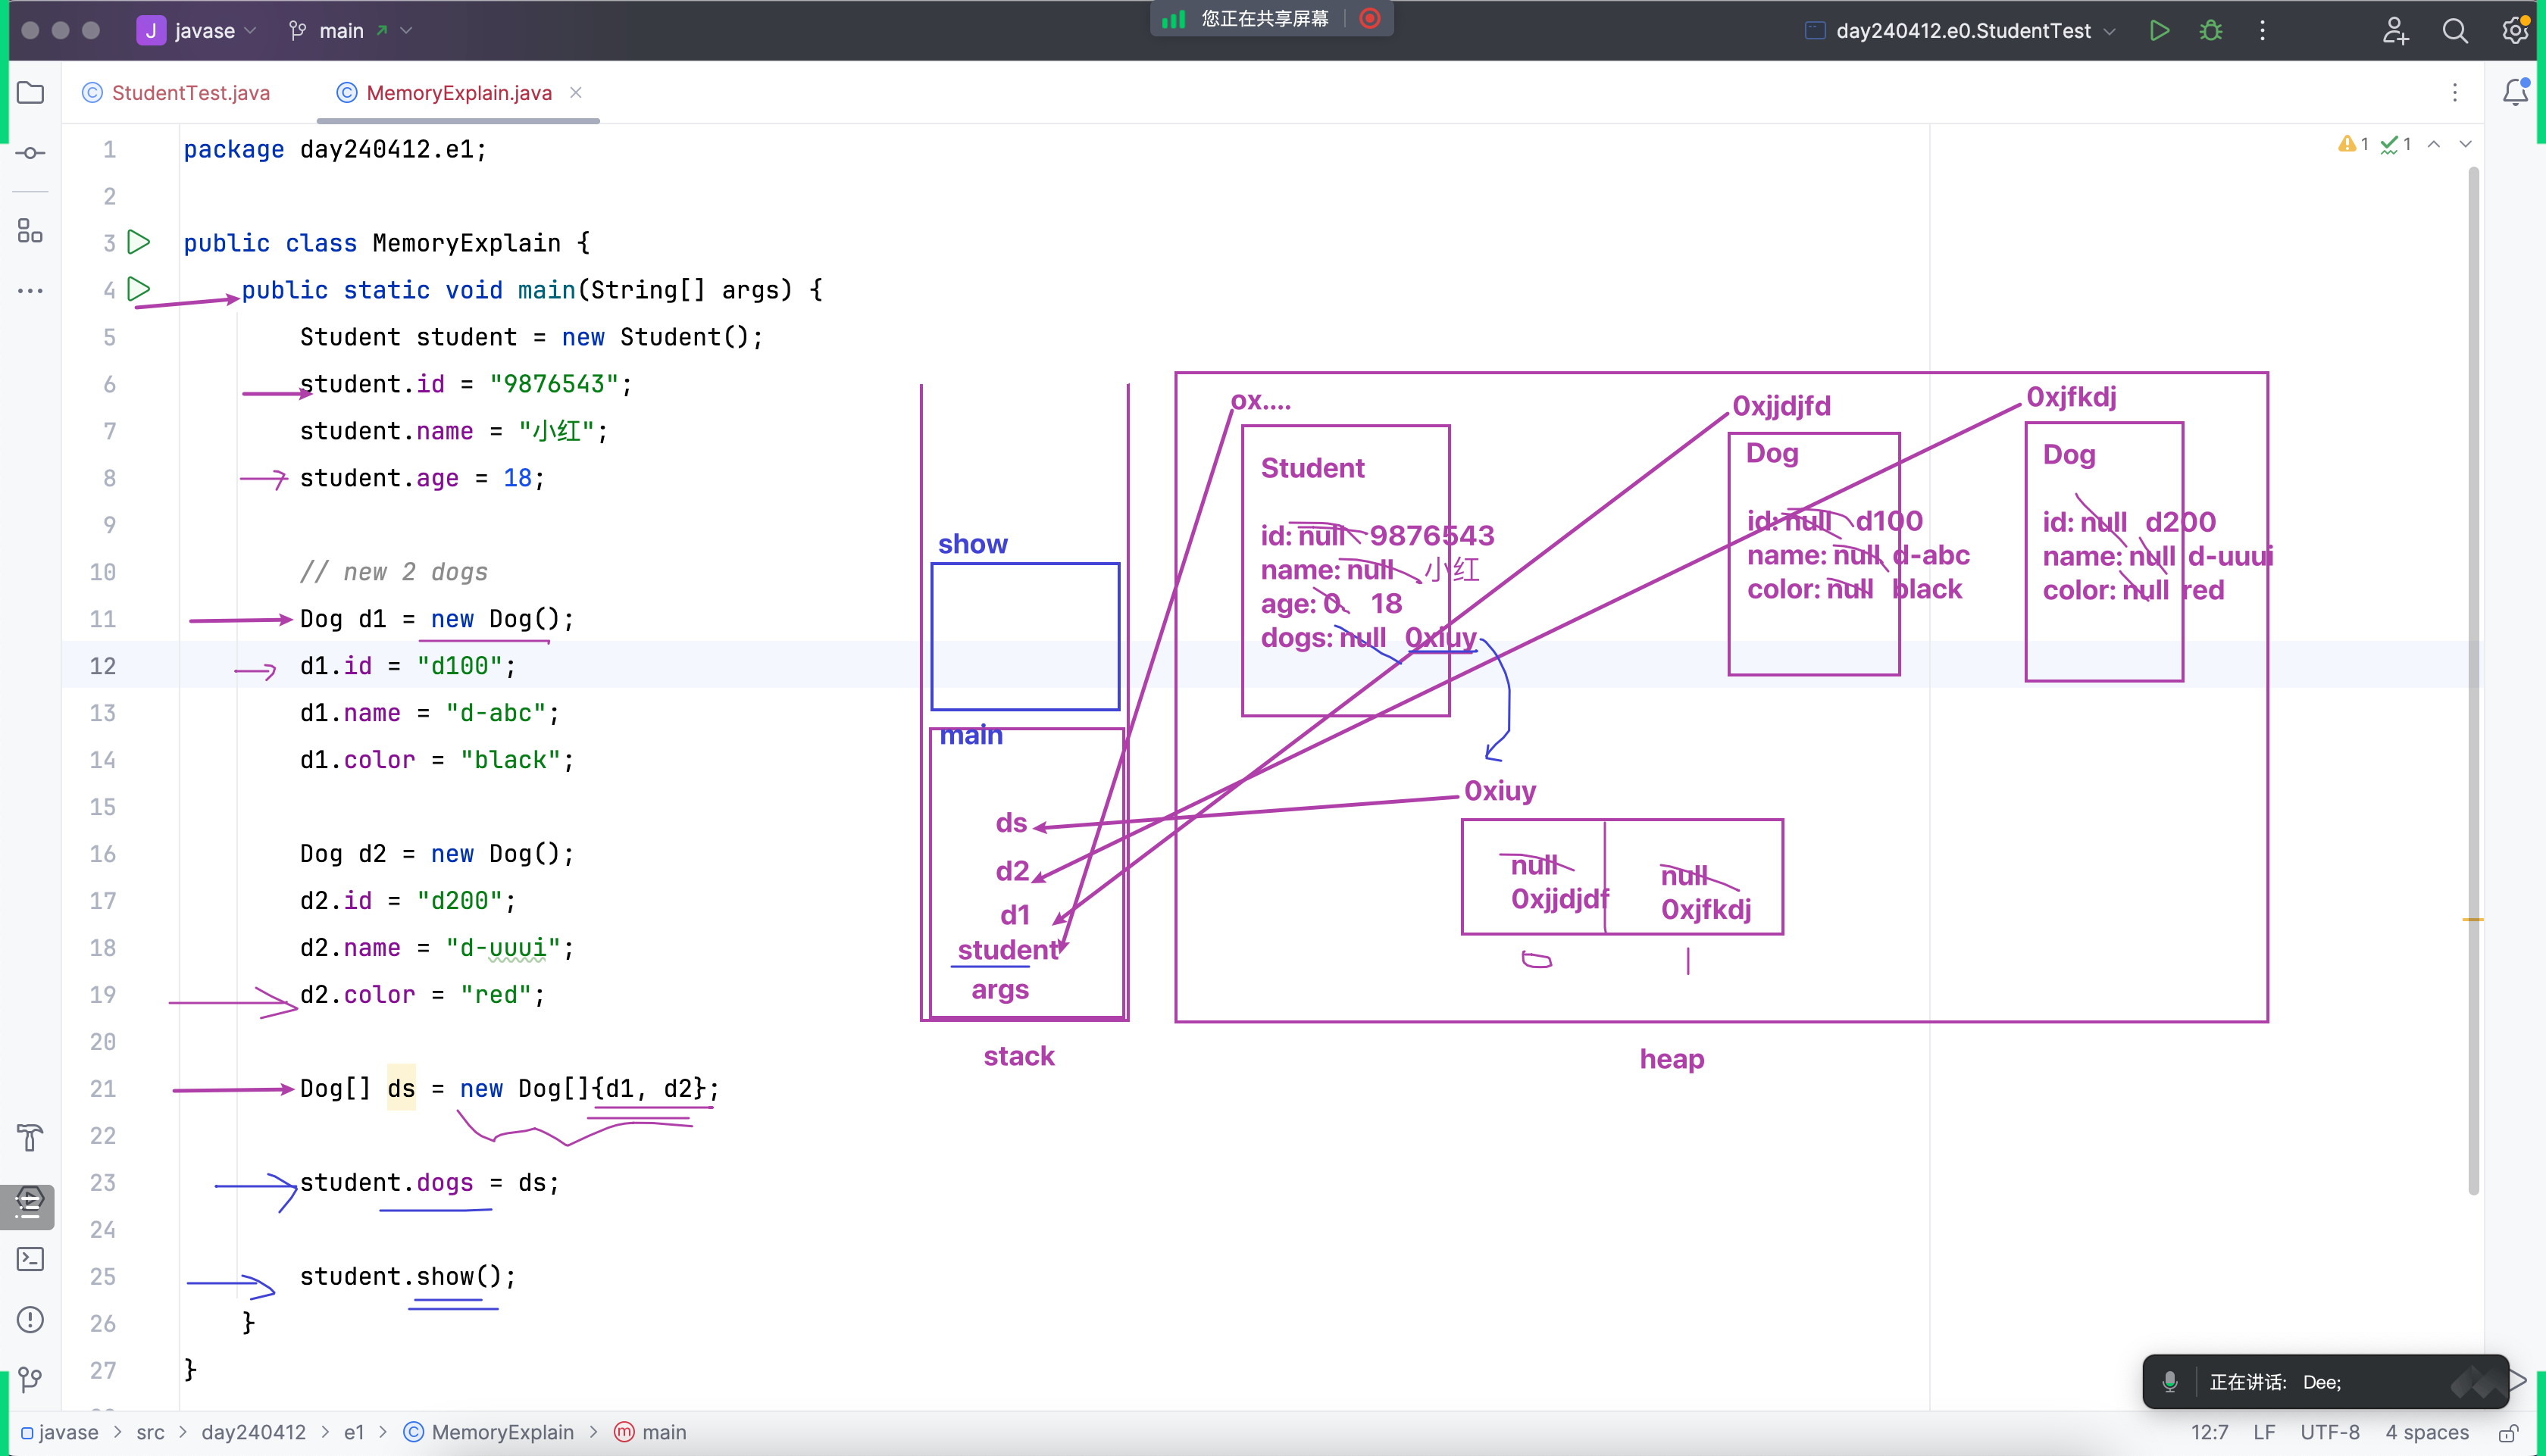 javase
main
您正在共享屏幕
day240412.e0.StudentTest
StudentTest.java
MemoryExplain.java
1 1
1 package day240412.e1;
2
3 public class MemoryExplain {
4 public static void main(String[] args) {
5 Student student = new Student();
6 student.id = "9876543";
7 student.name = "小红";
8 student.age = 18;
9
10 // new 2 dogs
11 Dog d1 = new Dog();
12 d1.id = "d100";
13 d1.name = "d-abc";
14 d1.color = "black";
15
16 Dog d2 = new Dog();
17 d2.id = "d200";
18 d2.name = "d-uuui";
19 d2.color = "red";
20
21 Dog[] ds = new Dog[]{d1, d2};
22
23 student.dogs = ds;
24
25 student.show();
26 }
27 }
show
main
ds
d2
d1
student
args
stack
ox....
Student
id: null 9876543
name: null 小红
age: 0 18
dogs: null 0xiuy
0xjjdjfd
Dog
id: null d100
name: null d-abc
color: null black
0xjfkdj
Dog
id: null d200
name: null d-uuui
color: null red
0xiuy
null
0xjjdjdf
null
0xjfkdj
0 1
heap
正在讲话: Dee;
javase > src > day240412 > e1 > MemoryExplain > main
12:7 LF UTF-8 4 spaces